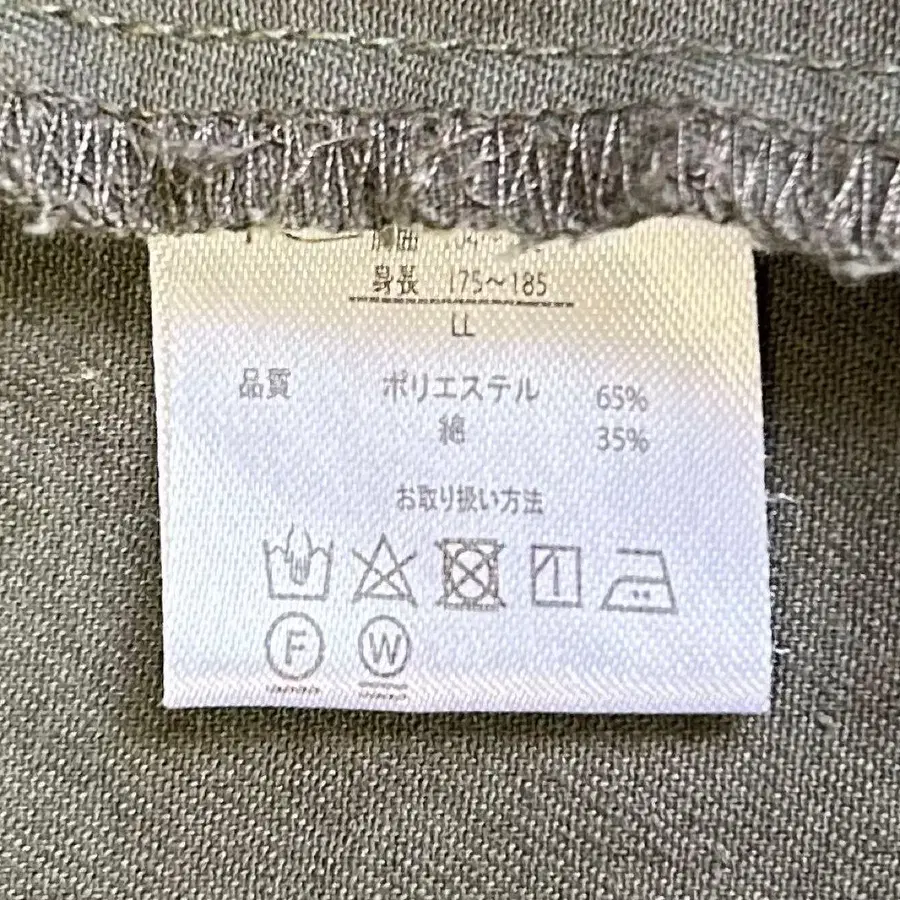 身長 175～185
LL
品質 ポリエステル 65%
綿 35%
お取り扱い方法
F W